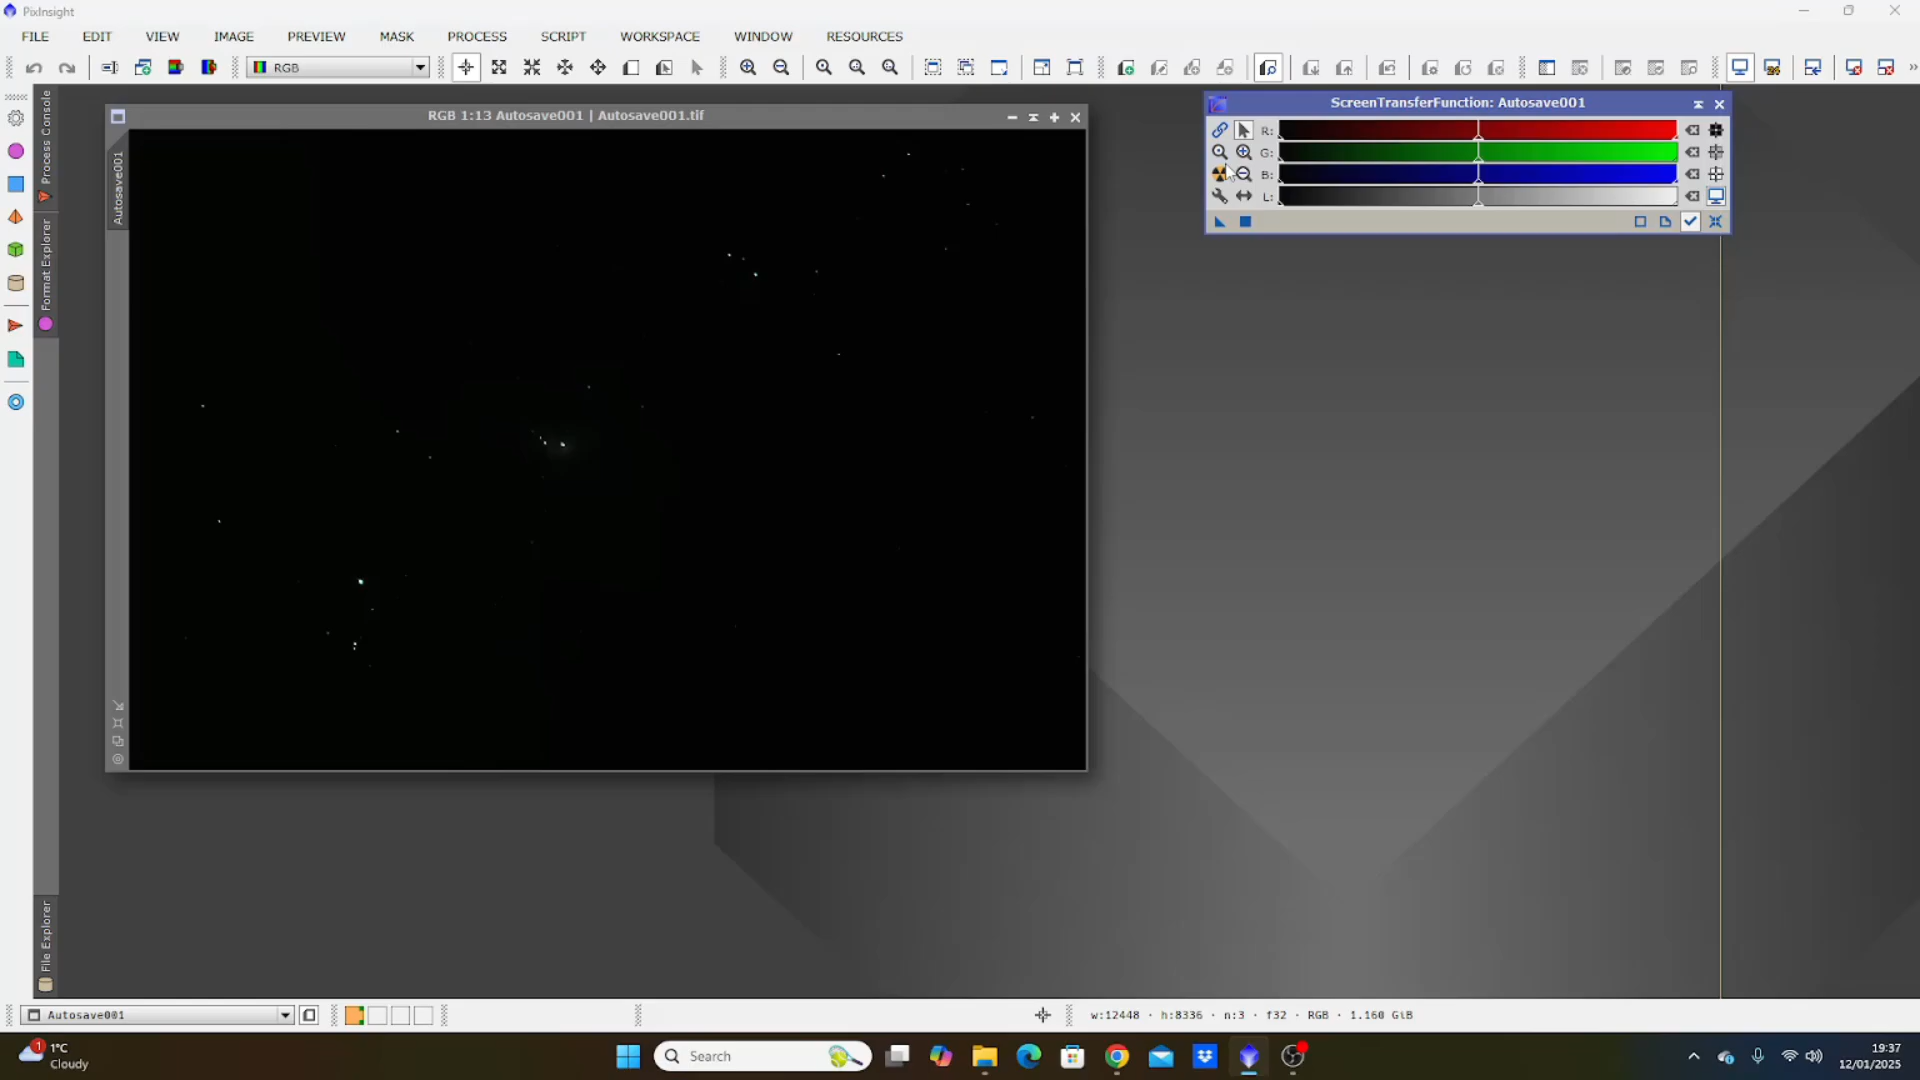 PixInsight
FILE EDIT VIEW IMAGE PREVIEW MASK PROCESS SCRIPT WORKSPACE WINDOW RESOURCES
RGB
Process Console
Format Explorer
File Explorer
RGB 1:13 Autosave001 | Autosave001.tif
Autosave001
ScreenTransferFunction: Autosave001
R:
G:
B:
L:
Autosave001
w:12448 · h:8336 · n:3 · f32 · RGB · 1.160 GiB
1
1°C
Cloudy
Search
19:37
12/01/2025